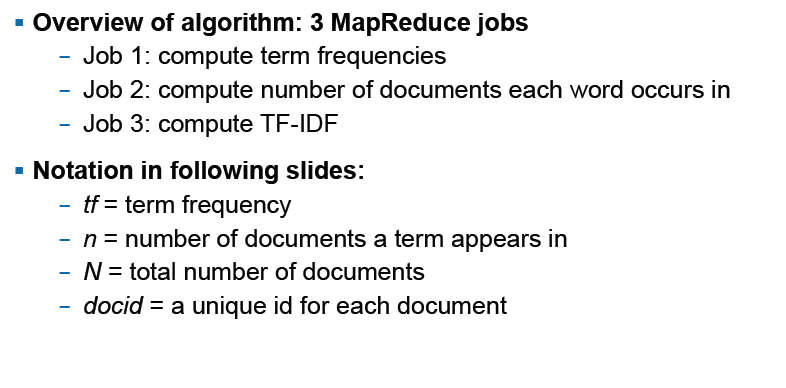 ▪ Overview of algorithm: 3 MapReduce jobs
– Job 1: compute term frequencies
– Job 2: compute number of documents each word occurs in
– Job 3: compute TF-IDF
▪ Notation in following slides:
– tf = term frequency
– n = number of documents a term appears in
– N = total number of documents
– docid = a unique id for each document